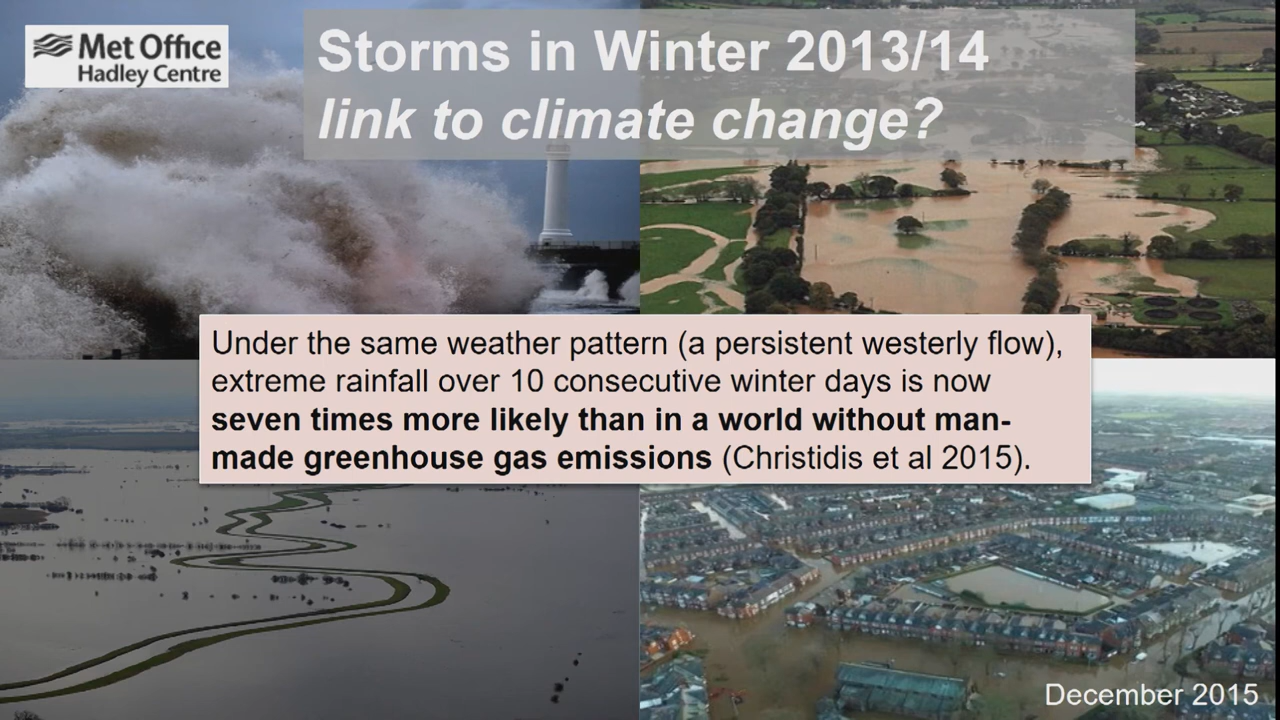 Met Office
Hadley Centre
Storms in Winter 2013/14
link to climate change?
Under the same weather pattern (a persistent westerly flow),
extreme rainfall over 10 consecutive winter days is now
seven times more likely than in a world without man-
made greenhouse gas emissions (Christidis et al 2015).
December 2015